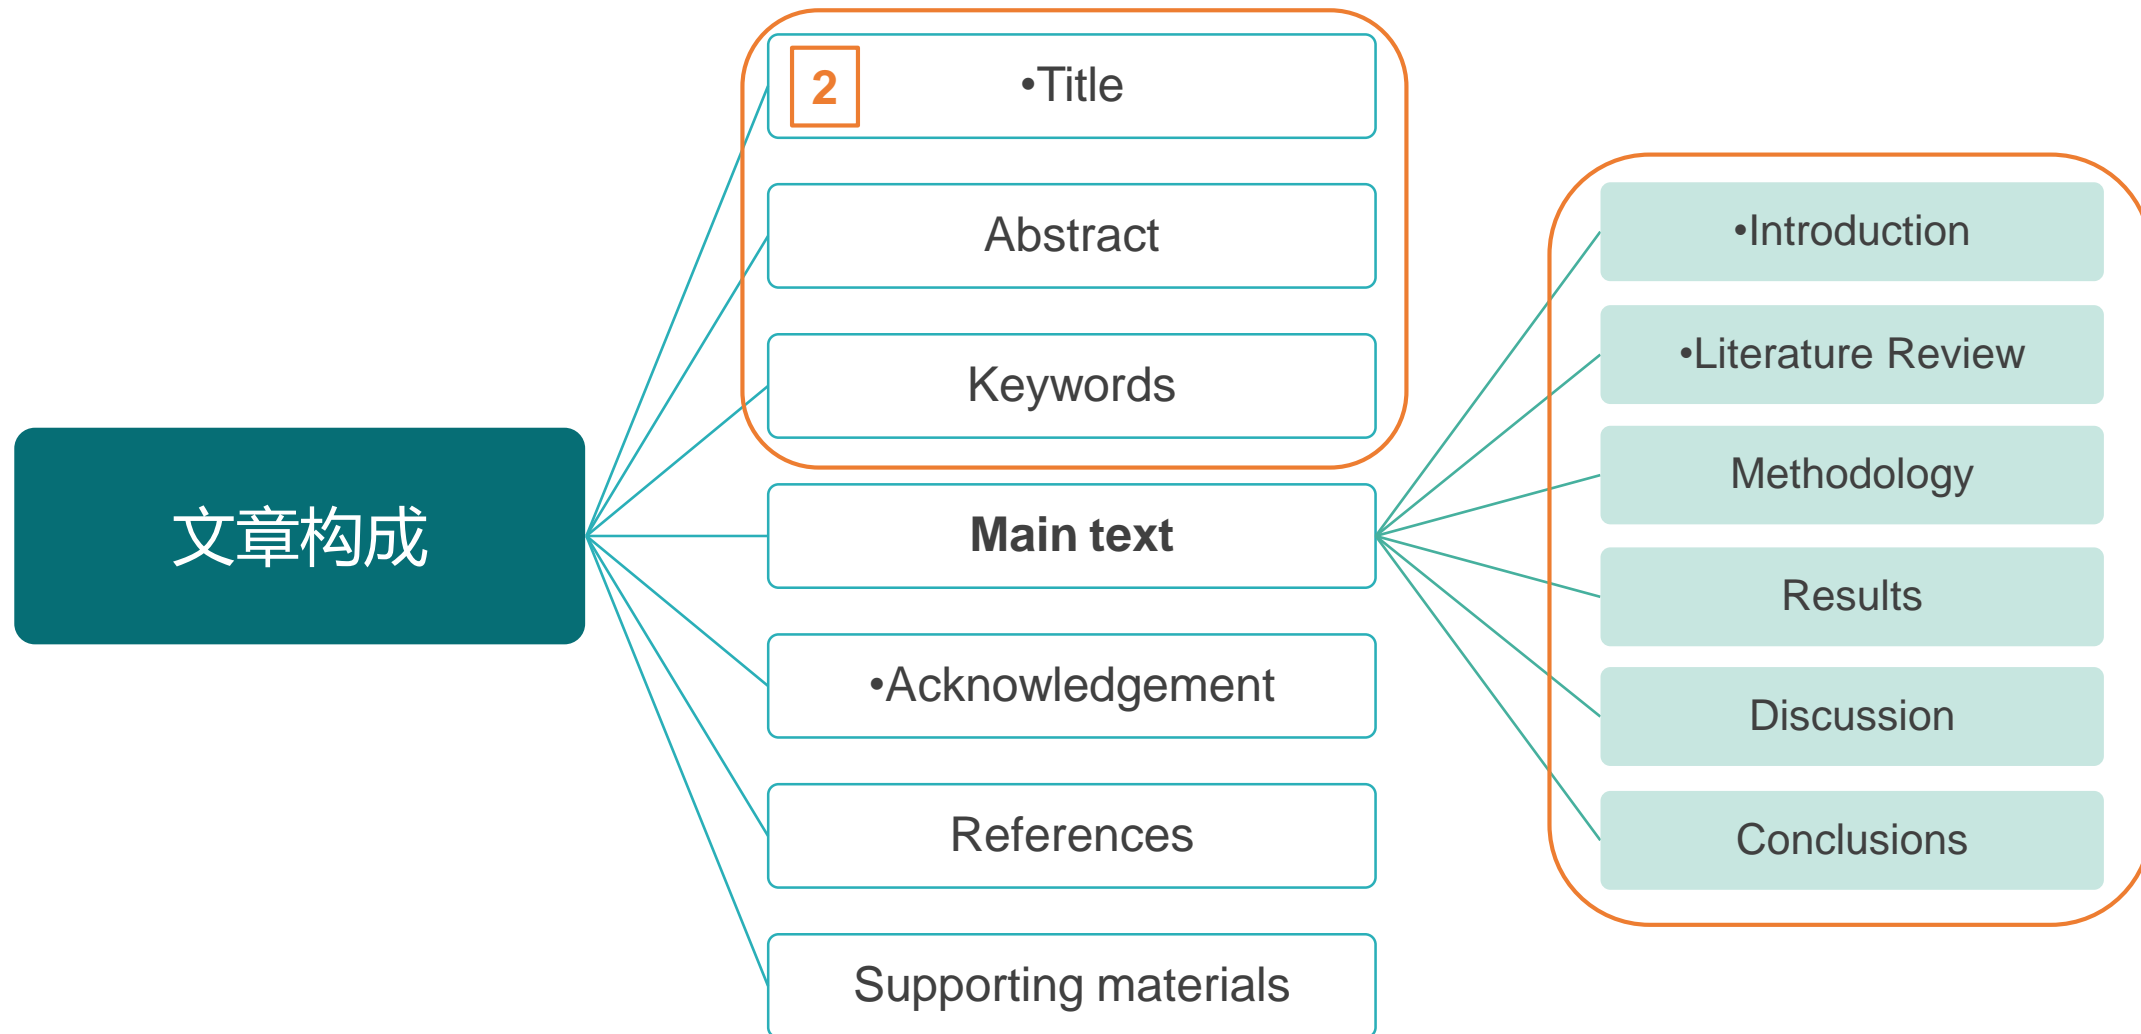 文章构成
2
•Title
Abstract
Keywords
Main text
•Acknowledgement
References
Supporting materials
•Introduction
•Literature Review
Methodology
Results
Discussion
Conclusions